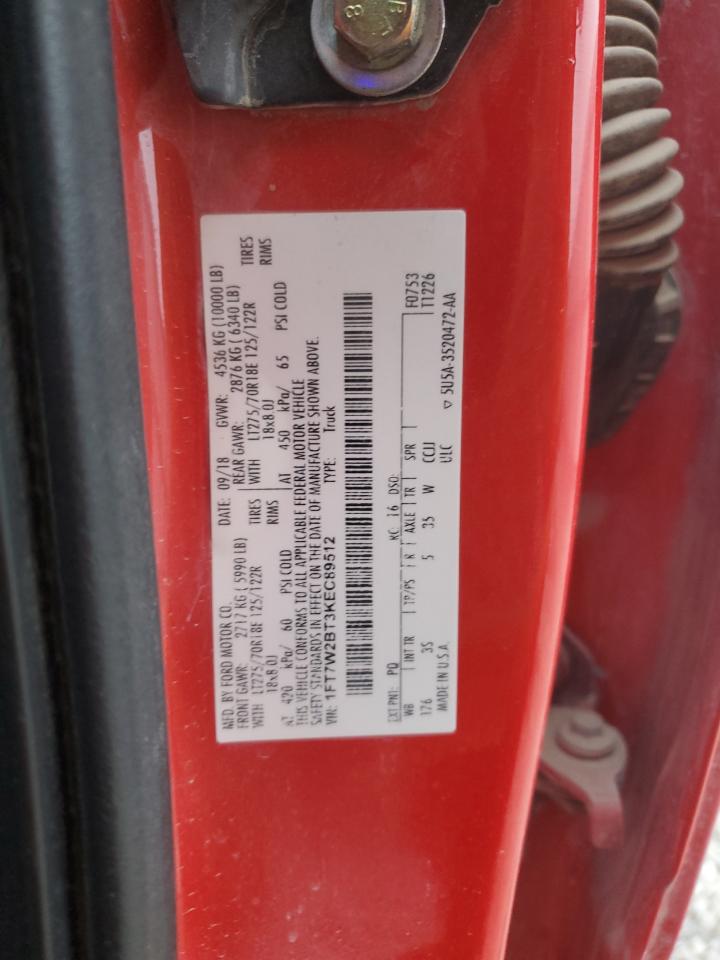 MFD. BY FORD MOTOR CO.
DATE: 09/18 GVWR: 4536 KG (10000 LB)
FRONT GAWR: 2717 KG ( 5990 LB) REAR GAWR: 2876 KG ( 6340 LB)
WITH LT275/70R18E 125/122R TIRES WITH LT275/70R18E 125/122R TIRES
18x8.0J RIMS 18x8.0J RIMS
AT 420 kPa/ 60 PSI COLD AT 450 kPa/ 65 PSI COLD
THIS VEHICLE CONFORMS TO ALL APPLICABLE FEDERAL MOTOR VEHICLE
SAFETY STANDARDS IN EFFECT ON THE DATE OF MANUFACTURE SHOWN ABOVE.
VIN: 1FT7W2BT3KEC89512 TYPE: Truck
F0753
T1226
EXT PNT: PQ RC: 16 DSO:
WB INT TR TP/PS R AXLE TR SPR
176 3S 5 35 W CCUJ
ULC
MADE IN U.S.A. ▽ 5U5A-3520472-AA
8